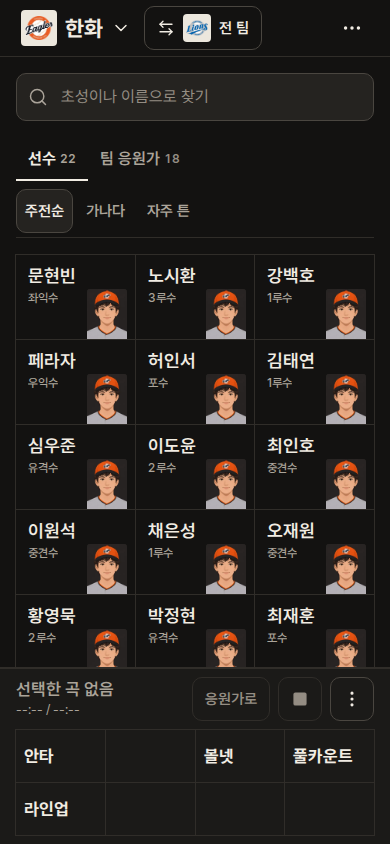 Eagles 한화 Lions 전 팀
초성이나 이름으로 찾기
선수 22 팀 응원가 18
주전순 가나다 자주 튼
문현빈 노시환 강백호
좌익수 3루수 1루수
페라자 허인서 김태연
우익수 포수 1루수
심우준 이도윤 최인호
유격수 2루수 중견수
이원석 채은성 오재원
중견수 1루수 중견수
황영묵 박정현 최재훈
2루수 유격수 포수
선택한 곡 없음
--:-- / --:-- 응원가로
안타 볼넷 풀카운트
라인업